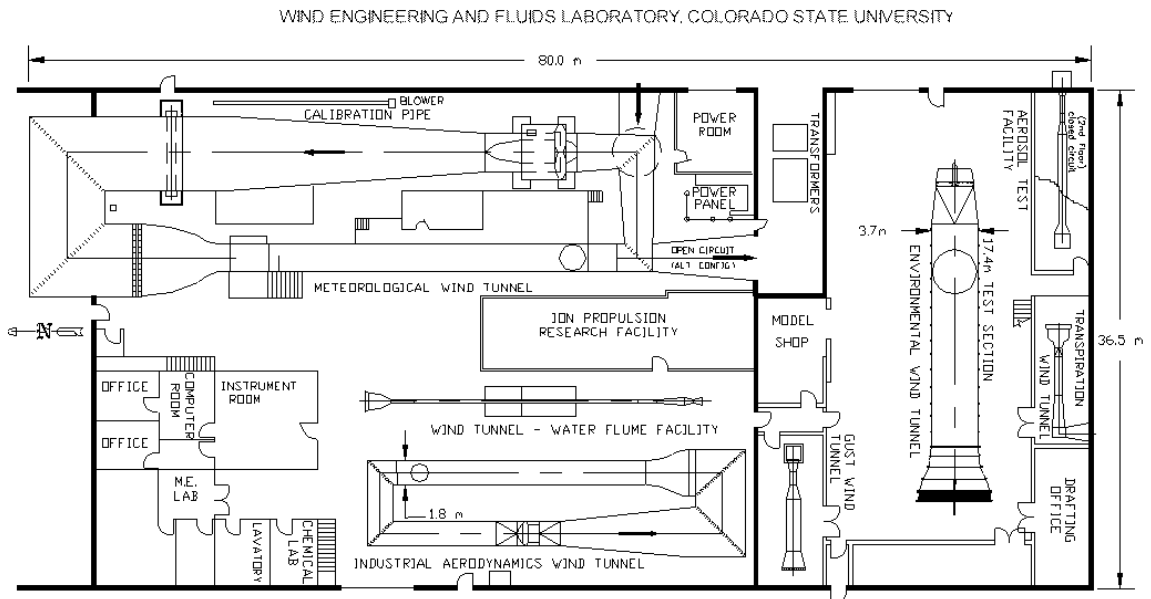 WIND ENGINEERING AND FLUIDS LABORATORY, COLORADO STATE UNIVERSITY
80.0 m
BLOWER
CALIBRATION PIPE
POWER
ROOM
TRANSFORMERS
AEROSOL TEST
FACILITY
(2nd Floor)
closed circuit
POWER
PANEL
3.7m
OPEN CIRCUIT
(ALT CONFIG)
17.4m TEST SECTION
ENVIRONMENTAL WIND TUNNEL
METEOROLOGICAL WIND TUNNEL
N
ION PROPULSION
RESEARCH FACILITY
MODEL
SHOP
TRANSPIRATION
WIND TUNNEL
36.5 m
OFFICE
COMPUTER
ROOM
INSTRUMENT
ROOM
OFFICE
WIND TUNNEL - WATER FLUME FACILITY
GUST WIND
TUNNEL
M.E.
LAB
1.8 m
DRAFTING
OFFICE
LAVATORY
CHEMICAL
LAB
INDUSTRIAL AERODYNAMICS WIND TUNNEL